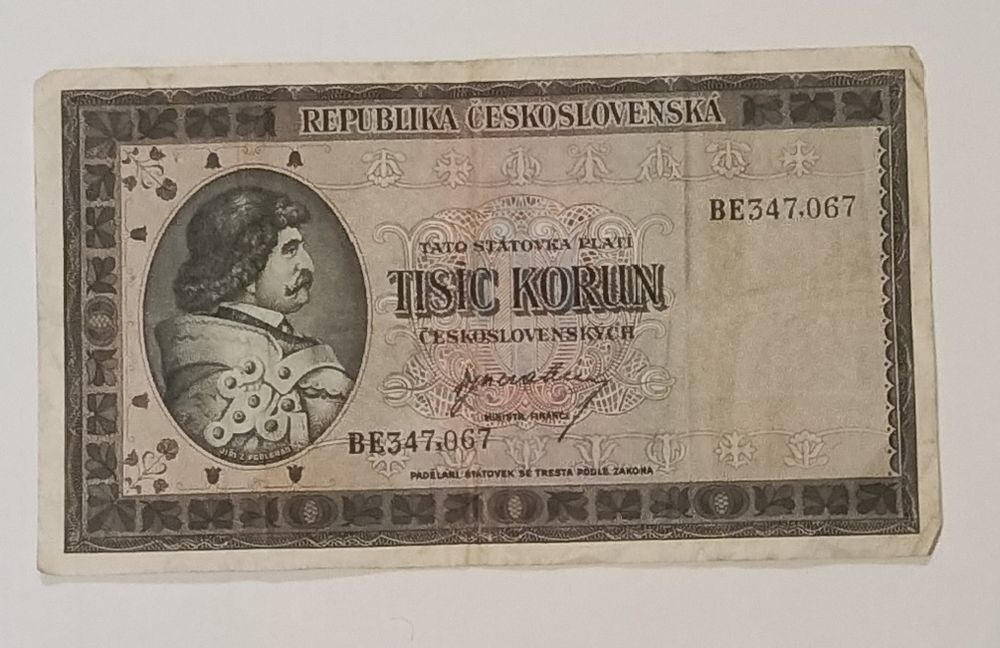 REPUBLIKA ČESKOSLOVENSKÁ
BE347,067
TATO STÁTOVKA PLATÍ
TISÍC KORUN
ČESKOSLOVENSKÝCH
MINISTR FINANCÍ
BE347,067
JIŘÍ Z PODĚBRAD
PADĚLÁNÍ STÁTOVEK SE TRESTÁ PODLE ZÁKONA